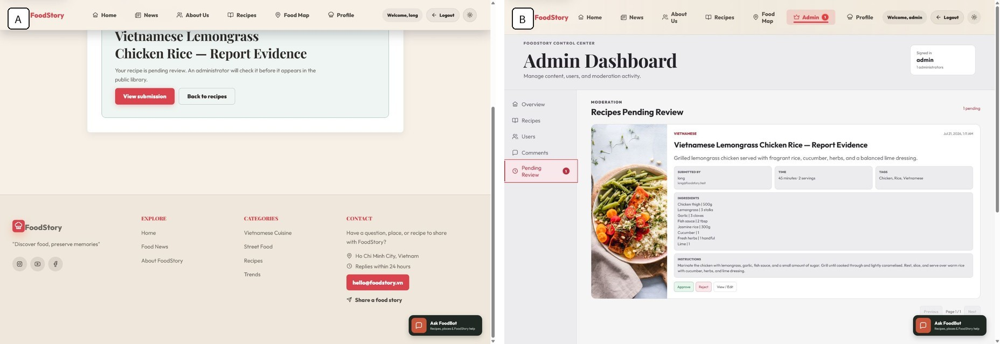 A
FoodStory
Home
News
About Us
Recipes
Food Map
Profile
Welcome, long
Logout
Vietnamese Lemongrass
Chicken Rice — Report Evidence
Your recipe is pending review. An administrator will check it before it appears in the
public library.
View submission
Back to recipes
FoodStory
"Discover food, preserve memories"
EXPLORE
Home
Food News
About FoodStory
CATEGORIES
Vietnamese Cuisine
Street Food
Recipes
Trends
CONTACT
Have a question, place, or recipe to share
with FoodStory?
Ho Chi Minh City, Vietnam
Replies within 24 hours
hello@foodstory.vn
Share a food story
Ask FoodBot
Recipes, places & FoodStory help
B
FoodStory
Home
News
About
Us
Recipes
Food
Map
Admin 1
Profile
Welcome, admin
Logout
FOODSTORY CONTROL CENTER
Admin Dashboard
Manage content, users, and moderation activity.
Signed in
admin
1 administrators
Overview
Recipes
Users
Comments
Pending
Review
1
MODERATION
Recipes Pending Review
1 pending
VIETNAMESE
Jul 21, 2026, 1:11 AM
Vietnamese Lemongrass Chicken Rice — Report Evidence
Grilled lemongrass chicken served with fragrant rice, cucumber, herbs, and a balanced lime dressing.
SUBMITTED BY
long
long@foodstory.test
TIME
45 minutes · 2 servings
TAGS
Chicken, Rice, Vietnamese
INGREDIENTS
Chicken thigh | 500g
Lemongrass | 3 stalks
Garlic | 3 cloves
Fish sauce | 2 tbsp
Jasmine rice | 300g
Cucumber | 1
Fresh herbs | 1 handful
Lime | 1
INSTRUCTIONS
Marinate the chicken with lemongrass, garlic, fish sauce, and a small amount of sugar. Grill until cooked through and lightly caramelised. Rest, slice, and serve over warm rice
with cucumber, herbs, and lime dressing.
Approve
Reject
View / Edit
Previous
Page 1 / 1
Next
Ask FoodBot
Recipes, places & FoodStory help